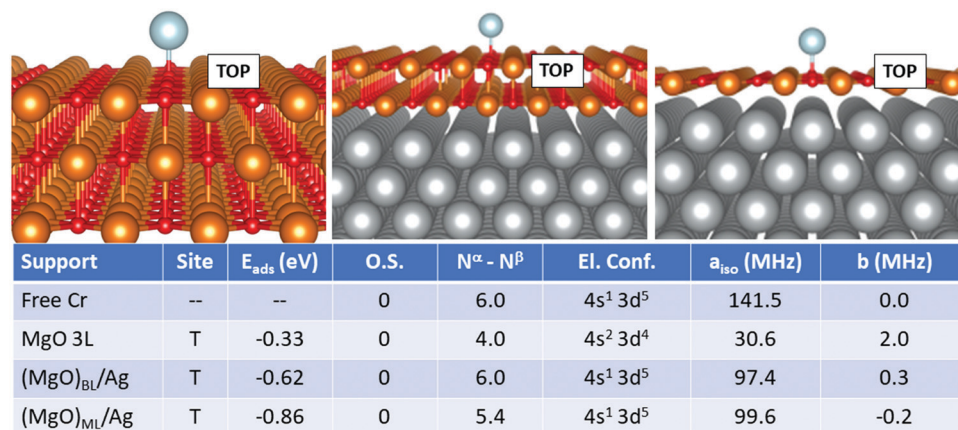 TOP
TOP
TOP
Support Site E_ads (eV) O.S. N^α - N^β El. Conf. a_iso (MHz) b (MHz)
Free Cr -- -- 0 6.0 4s¹ 3d⁵ 141.5 0.0
MgO 3L T -0.33 0 4.0 4s² 3d⁴ 30.6 2.0
(MgO)_BL/Ag T -0.62 0 6.0 4s¹ 3d⁵ 97.4 0.3
(MgO)_ML/Ag T -0.86 0 5.4 4s¹ 3d⁵ 99.6 -0.2